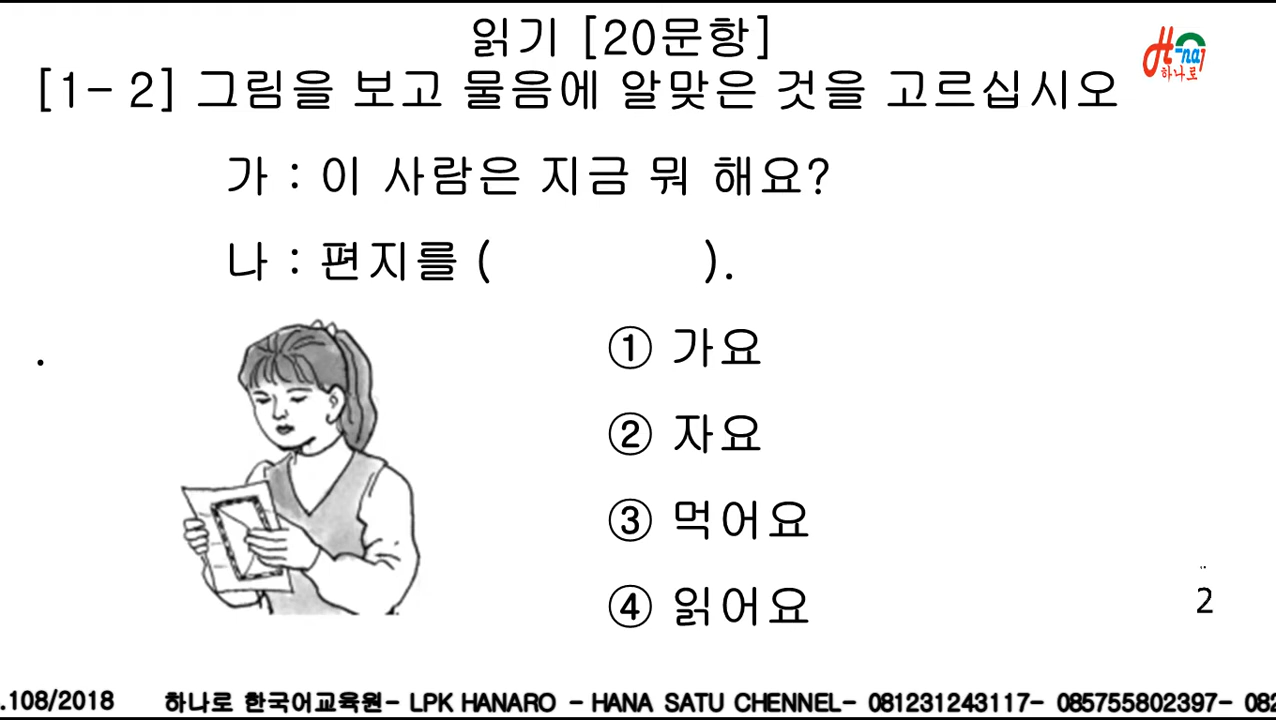 읽기 [20문항]
H-naj
하나로
[1- 2] 그림을 보고 물음에 알맞은 것을 고르십시오
가 : 이 사람은 지금 뭐 해요?
나 : 편지를 ( ).
.
① 가요
② 자요
③ 먹어요
④ 읽어요
2
.108/2018 하나로 한국어교육원- LPK HANARO - HANA SATU CHENNEL- 081231243117- 085755802397- 082